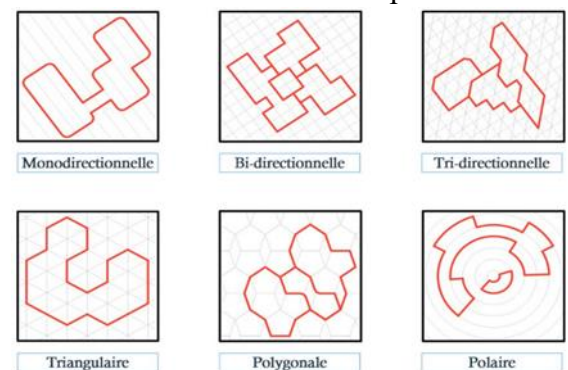 Monodirectionnelle
Bi-directionnelle
Tri-directionnelle
Triangulaire
Polygonale
Polaire